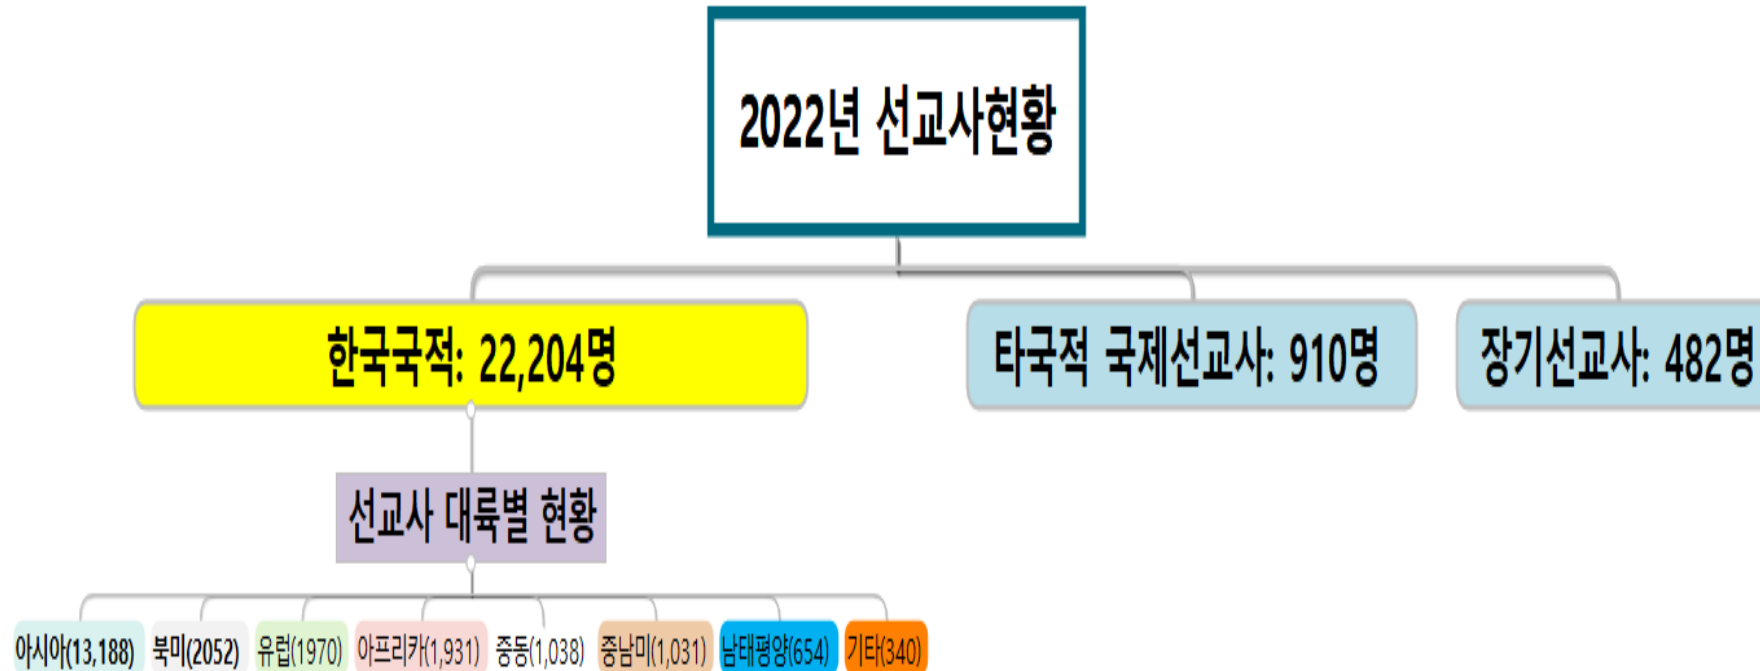 2022년 선교사현황
한국국적: 22,204명
타국적 국제선교사: 910명
장기선교사: 482명
선교사 대륙별 현황
아시아(13,188)
북미(2052)
유럽(1970)
아프리카(1,931)
중동(1,038)
중남미(1,031)
남태평양(654)
기타(340)